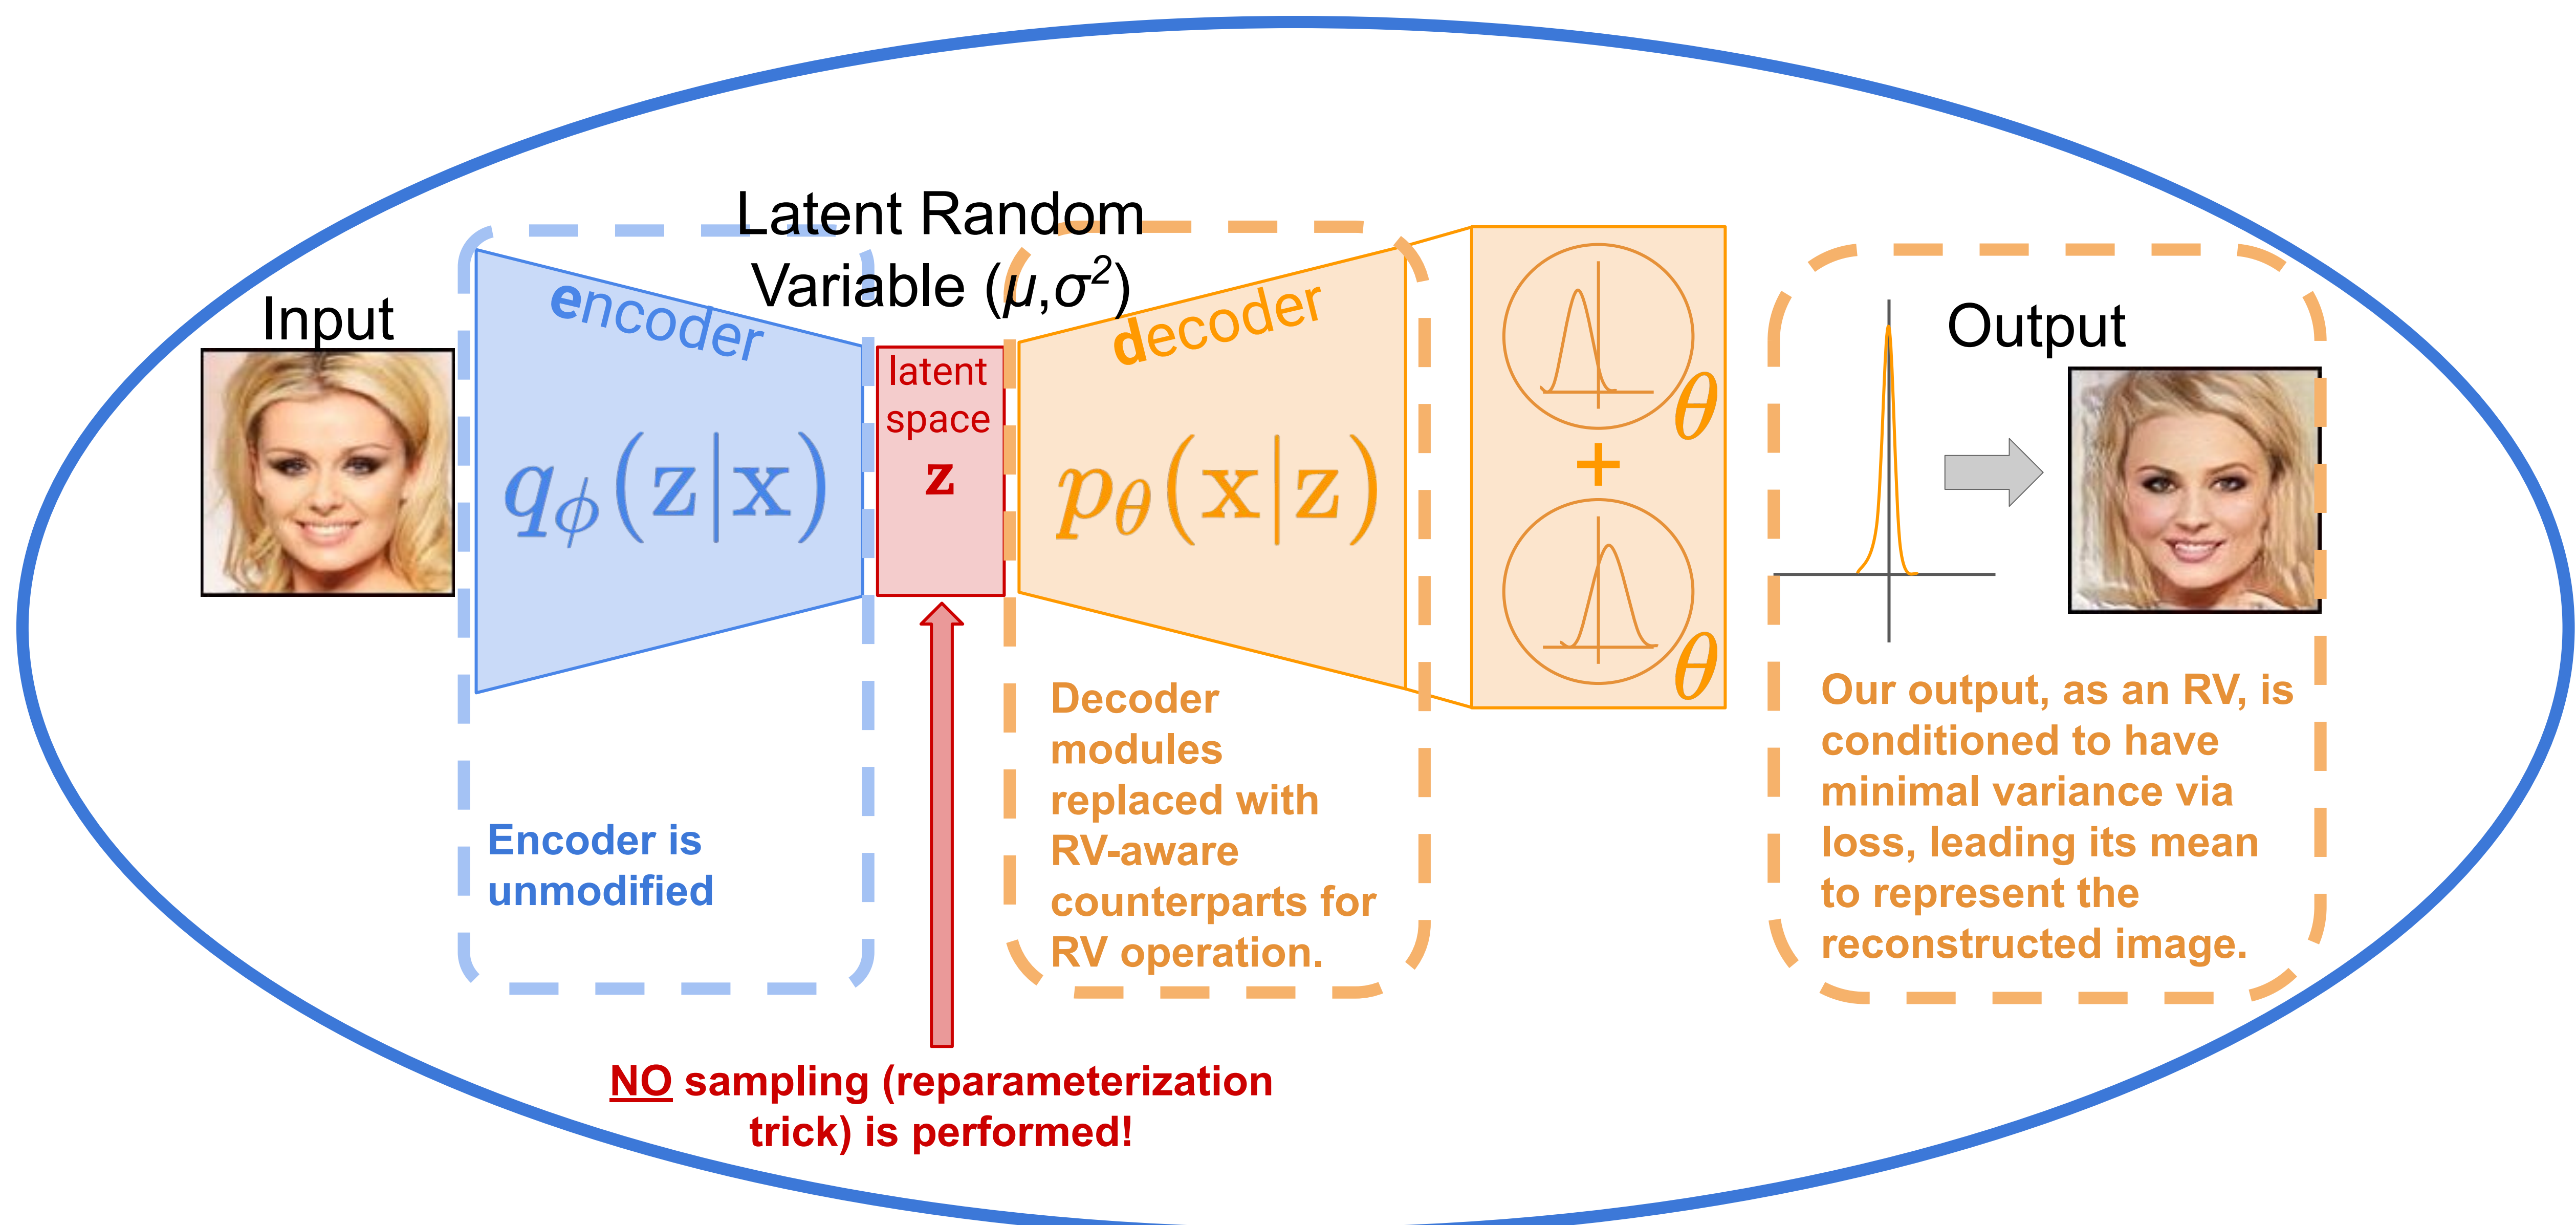 Latent Random
Variable (μ,σ²)
Input
encoder
qϕ(z|x)
Encoder is
unmodified
latent
space
z
decoder
pθ(x|z)
Decoder
modules
replaced with
RV-aware
counterparts for
RV operation.
θ
+
θ
Output
Our output, as an RV, is
conditioned to have
minimal variance via
loss, leading its mean
to represent the
reconstructed image.
NO sampling (reparameterization
trick) is performed!